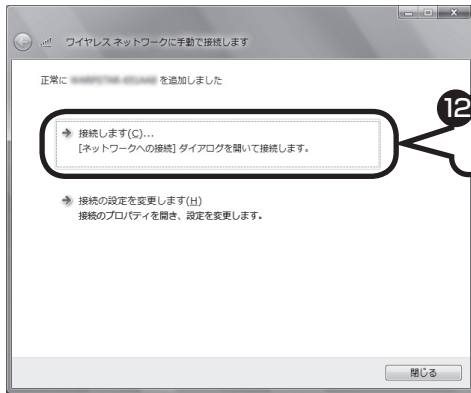 ワイヤレス ネットワークに手動で接続します
正常に を追加しました
12
接続します(C)...
[ネットワークへの接続] ダイアログを開いて接続します。
接続の設定を変更します(H)
接続のプロパティを開き、設定を変更します。
閉じる